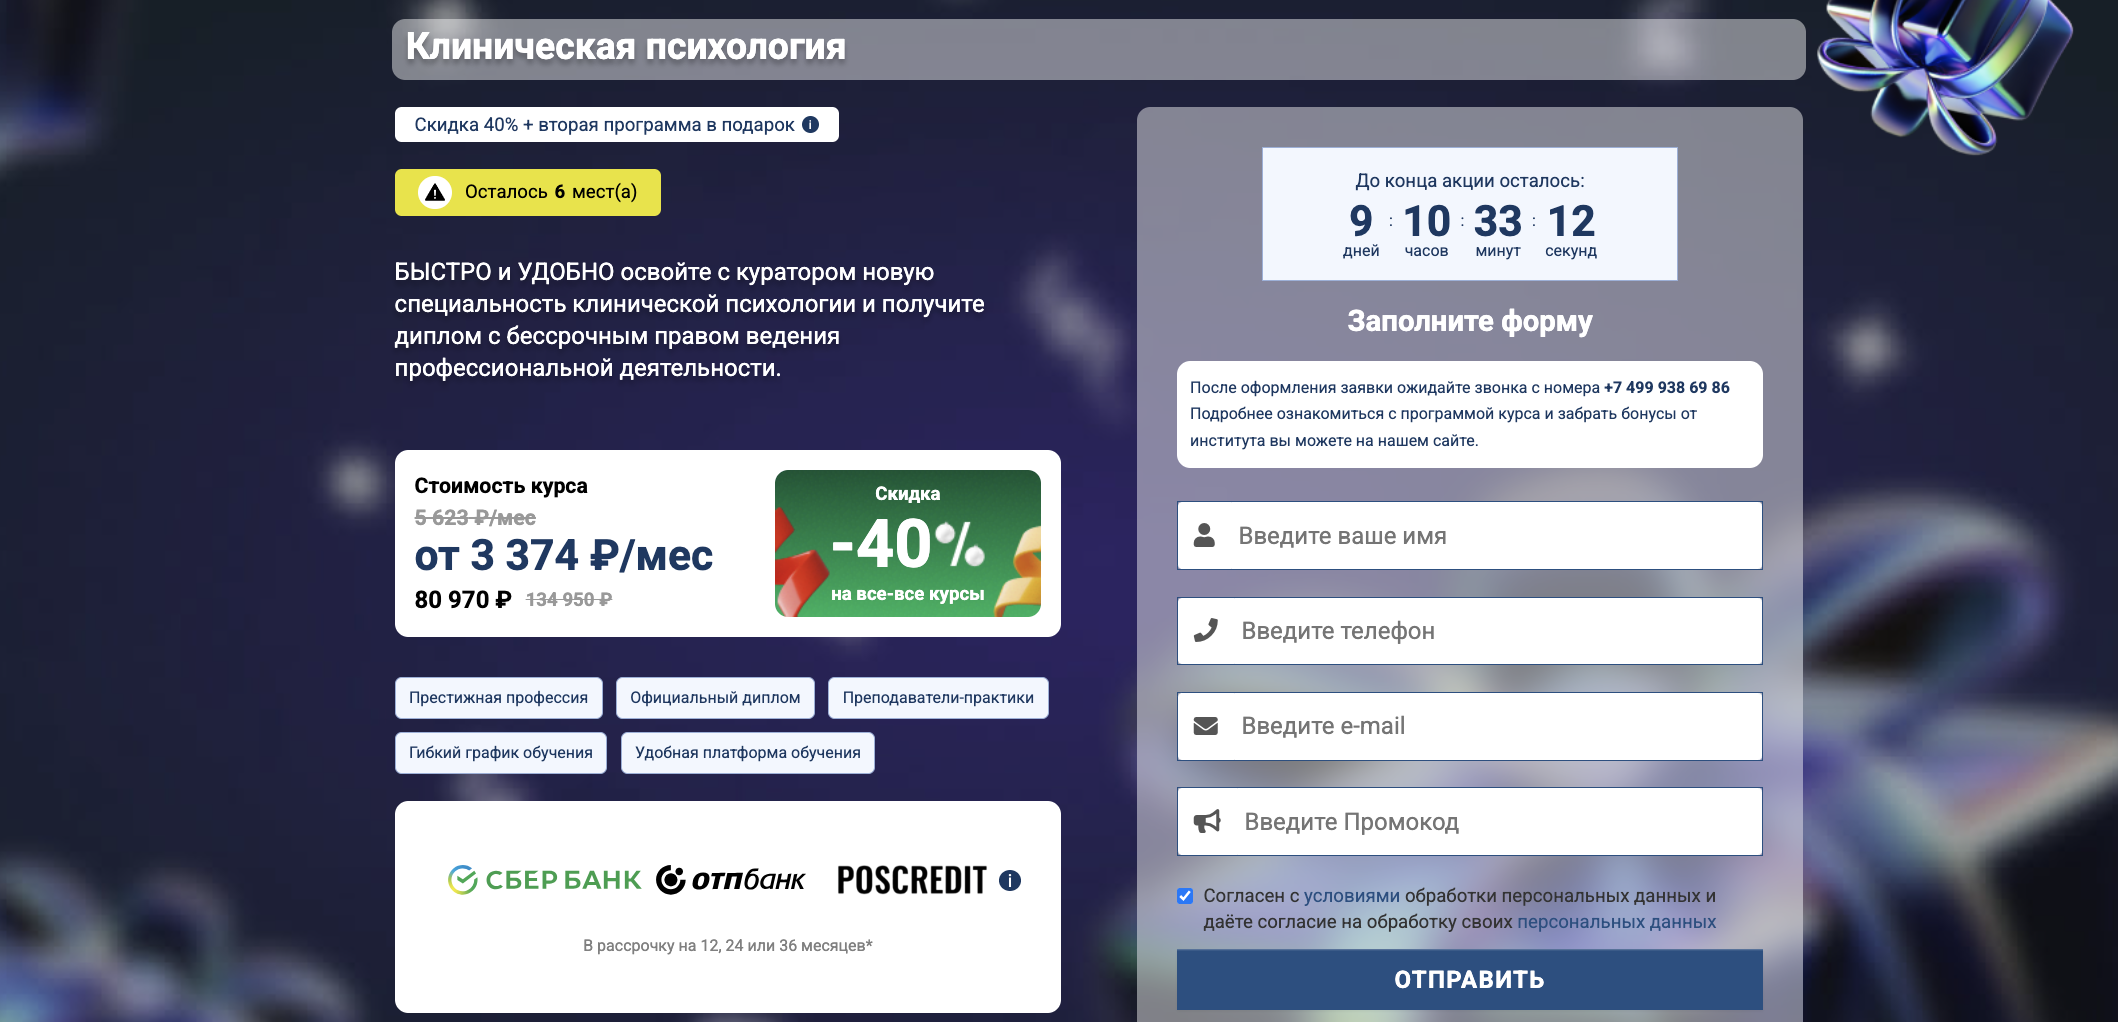 Клиническая психология
Скидка 40% + вторая программа в подарок
Осталось 6 мест(а)
БЫСТРО и УДОБНО освойте с куратором новую
специальность клинической психологии и получите
диплом с бессрочным правом ведения
профессиональной деятельности.
Стоимость курса
5 623 ₽/мес
от 3 374 ₽/мес
80 970 ₽ 134 950 ₽
Скидка
-40%
на все-все курсы
Престижная профессия
Официальный диплом
Преподаватели-практики
Гибкий график обучения
Удобная платформа обучения
СБЕР БАНК
отпбанк
POSCREDIT
В рассрочку на 12, 24 или 36 месяцев*
До конца акции осталось:
9 : 10 : 33 : 12
дней часов минут секунд
Заполните форму
После оформления заявки ожидайте звонка с номера +7 499 938 69 86
Подробнее ознакомиться с программой курса и забрать бонусы от
института вы можете на нашем сайте.
Введите ваше имя
Введите телефон
Введите e-mail
Введите Промокод
Согласен с условиями обработки персональных данных и
даёте согласие на обработку своих персональных данных
ОТПРАВИТЬ